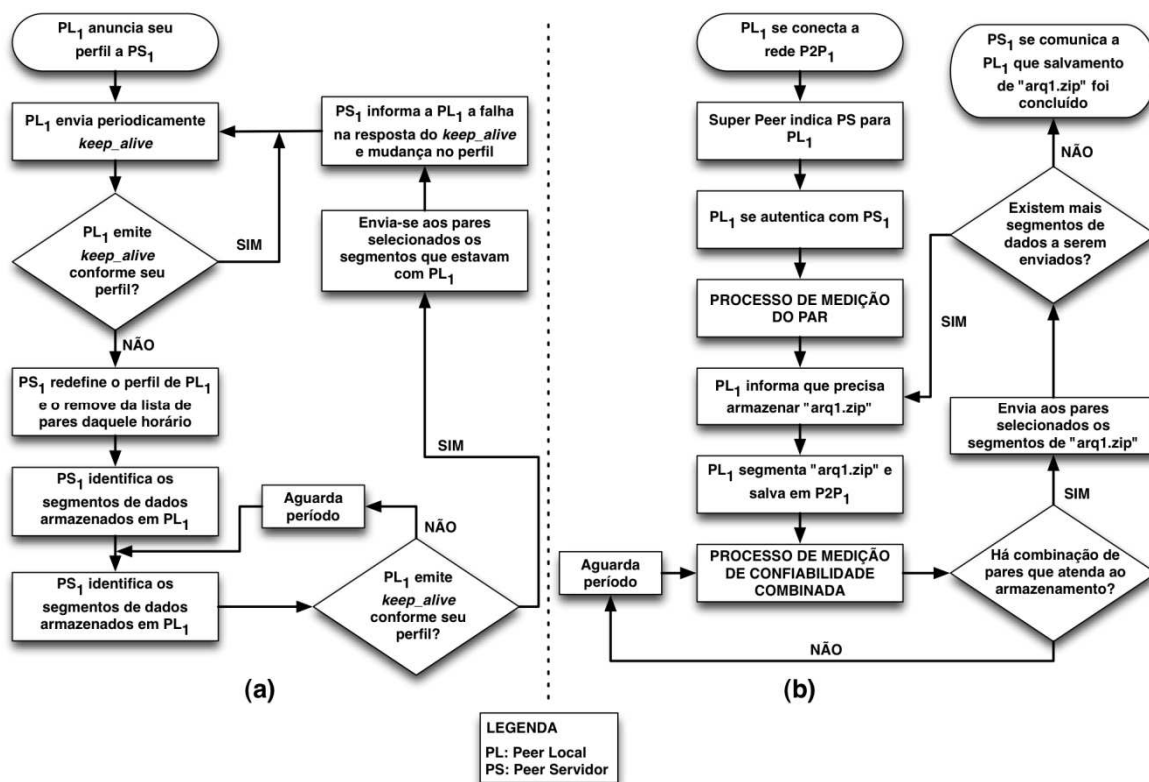 PL1 anuncia seu
perfil a PS1
PL1 envia periodicamente
keep_alive
PL1 emite
keep_alive
conforme seu
perfil?
SIM
NÃO
PS1 redefine o perfil de PL1
e o remove da lista de
pares daquele horário
PS1 identifica os
segmentos de dados
armazenados em PL1
PS1 identifica os
segmentos de dados
armazenados em PL1
Aguarda
período
NÃO
PL1 emite
keep_alive
conforme seu
perfil?
SIM
Envia-se aos pares
selecionados os
segmentos que estavam
com PL1
PS1 informa a PL1 a falha
na resposta do keep_alive
e mudança no perfil
(a)
PL1 se conecta a
rede P2P1
Super Peer indica PS para
PL1
PL1 se autentica com PS1
PROCESSO DE MEDIÇÃO
DO PAR
PL1 informa que precisa
armazenar "arq1.zip"
PL1 segmenta "arq1.zip" e
salva em P2P1
PROCESSO DE MEDIÇÃO
DE CONFIABILIDADE
COMBINADA
Aguarda
período
Há combinação de
pares que atenda ao
armazenamento?
NÃO
SIM
Envia aos pares
selecionados os
segmentos de "arq1.zip"
Existem mais
segmentos de
dados a serem
enviados?
SIM
NÃO
PS1 se comunica a
PL1 que salvamento
de "arq1.zip" foi
concluído
(b)
LEGENDA
PL: Peer Local
PS: Peer Servidor